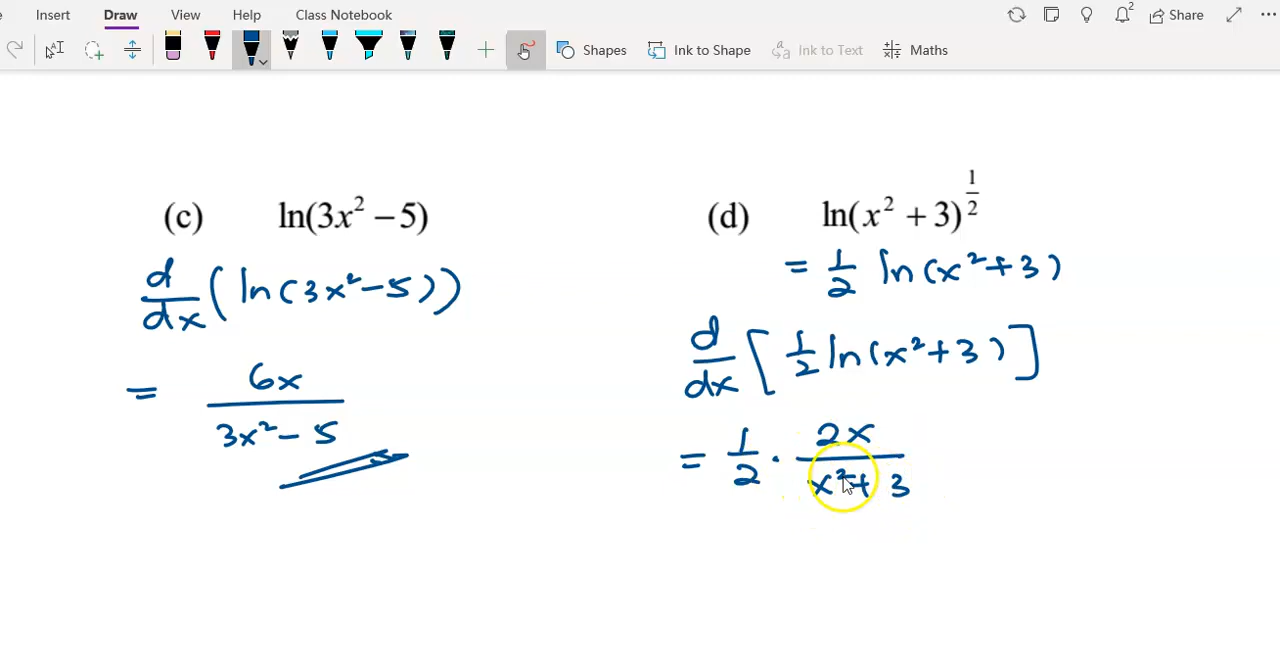 Insert Draw View Help Class Notebook 2 Share
Shapes Ink to Shape Ink to Text Maths
(c) ln(3x² − 5)
d/dx (ln(3x²−5))
= 6x / 3x²−5
(d) ln(x² + 3)^(1/2)
= 1/2 ln(x²+3)
d/dx [1/2 ln(x²+3)]
= 1/2 · 2x / x²+3